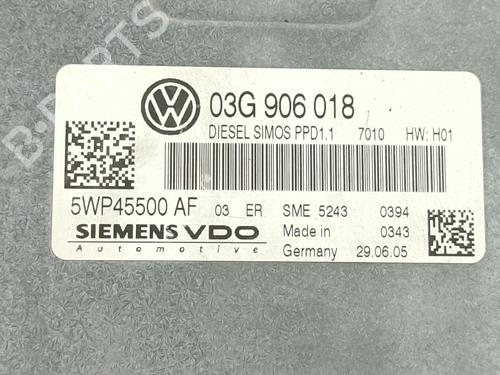 B-PARTS
03G 906 018
DIESEL SIMOS PPD1.1 7010 HW: H01
5WP45500 AF 03 ER SME 5243 0394
SIEMENS VDO Made in 0343
Automotive Germany 29.06.05